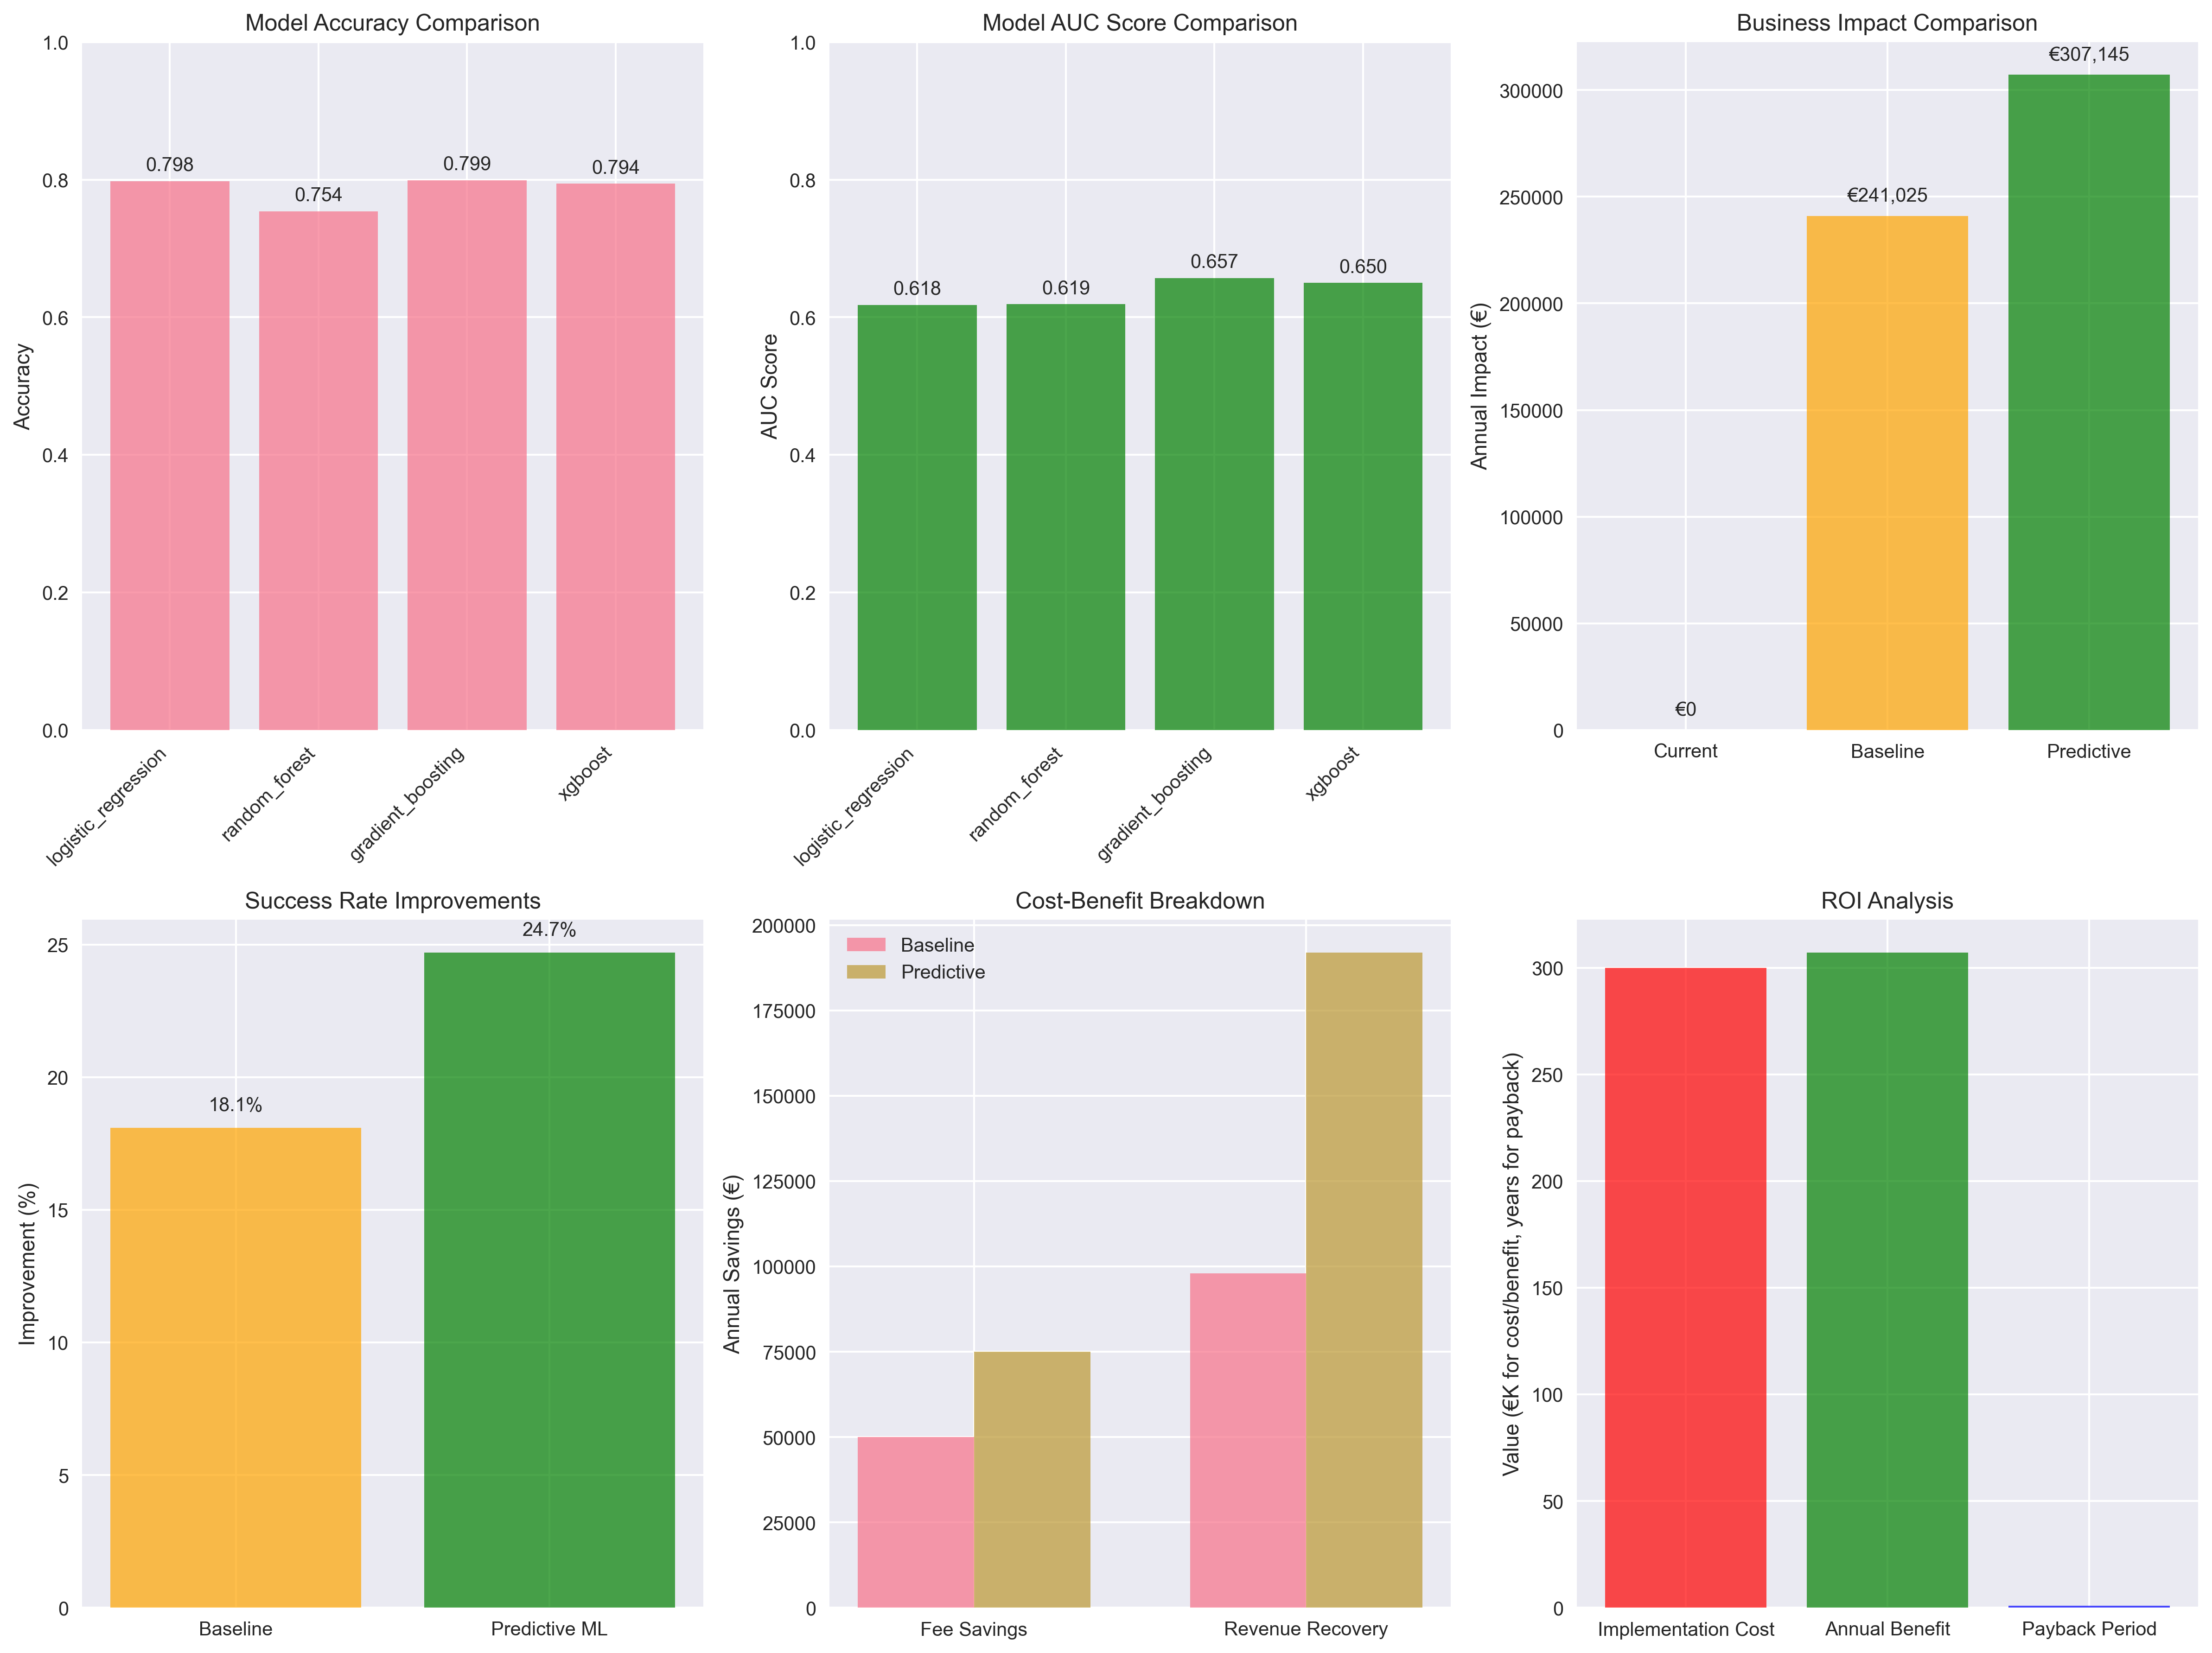 Model Accuracy Comparison
Accuracy
1.0
0.8
0.6
0.4
0.2
0.0
0.798
0.754
0.799
0.794
logistic_regression
random_forest
gradient_boosting
xgboost
Model AUC Score Comparison
AUC Score
1.0
0.8
0.6
0.4
0.2
0.0
0.618
0.619
0.657
0.650
logistic_regression
random_forest
gradient_boosting
xgboost
Business Impact Comparison
Annual Impact (€)
300000
250000
200000
150000
100000
50000
0
€0
€241,025
€307,145
Current
Baseline
Predictive
Success Rate Improvements
Improvement (%)
25
20
15
10
5
0
18.1%
24.7%
Baseline
Predictive ML
Cost-Benefit Breakdown
Annual Savings (€)
200000
175000
150000
125000
100000
75000
50000
25000
0
Baseline
Predictive
Fee Savings
Revenue Recovery
ROI Analysis
Value (€K for cost/benefit, years for payback)
300
250
200
150
100
50
0
Implementation Cost
Annual Benefit
Payback Period